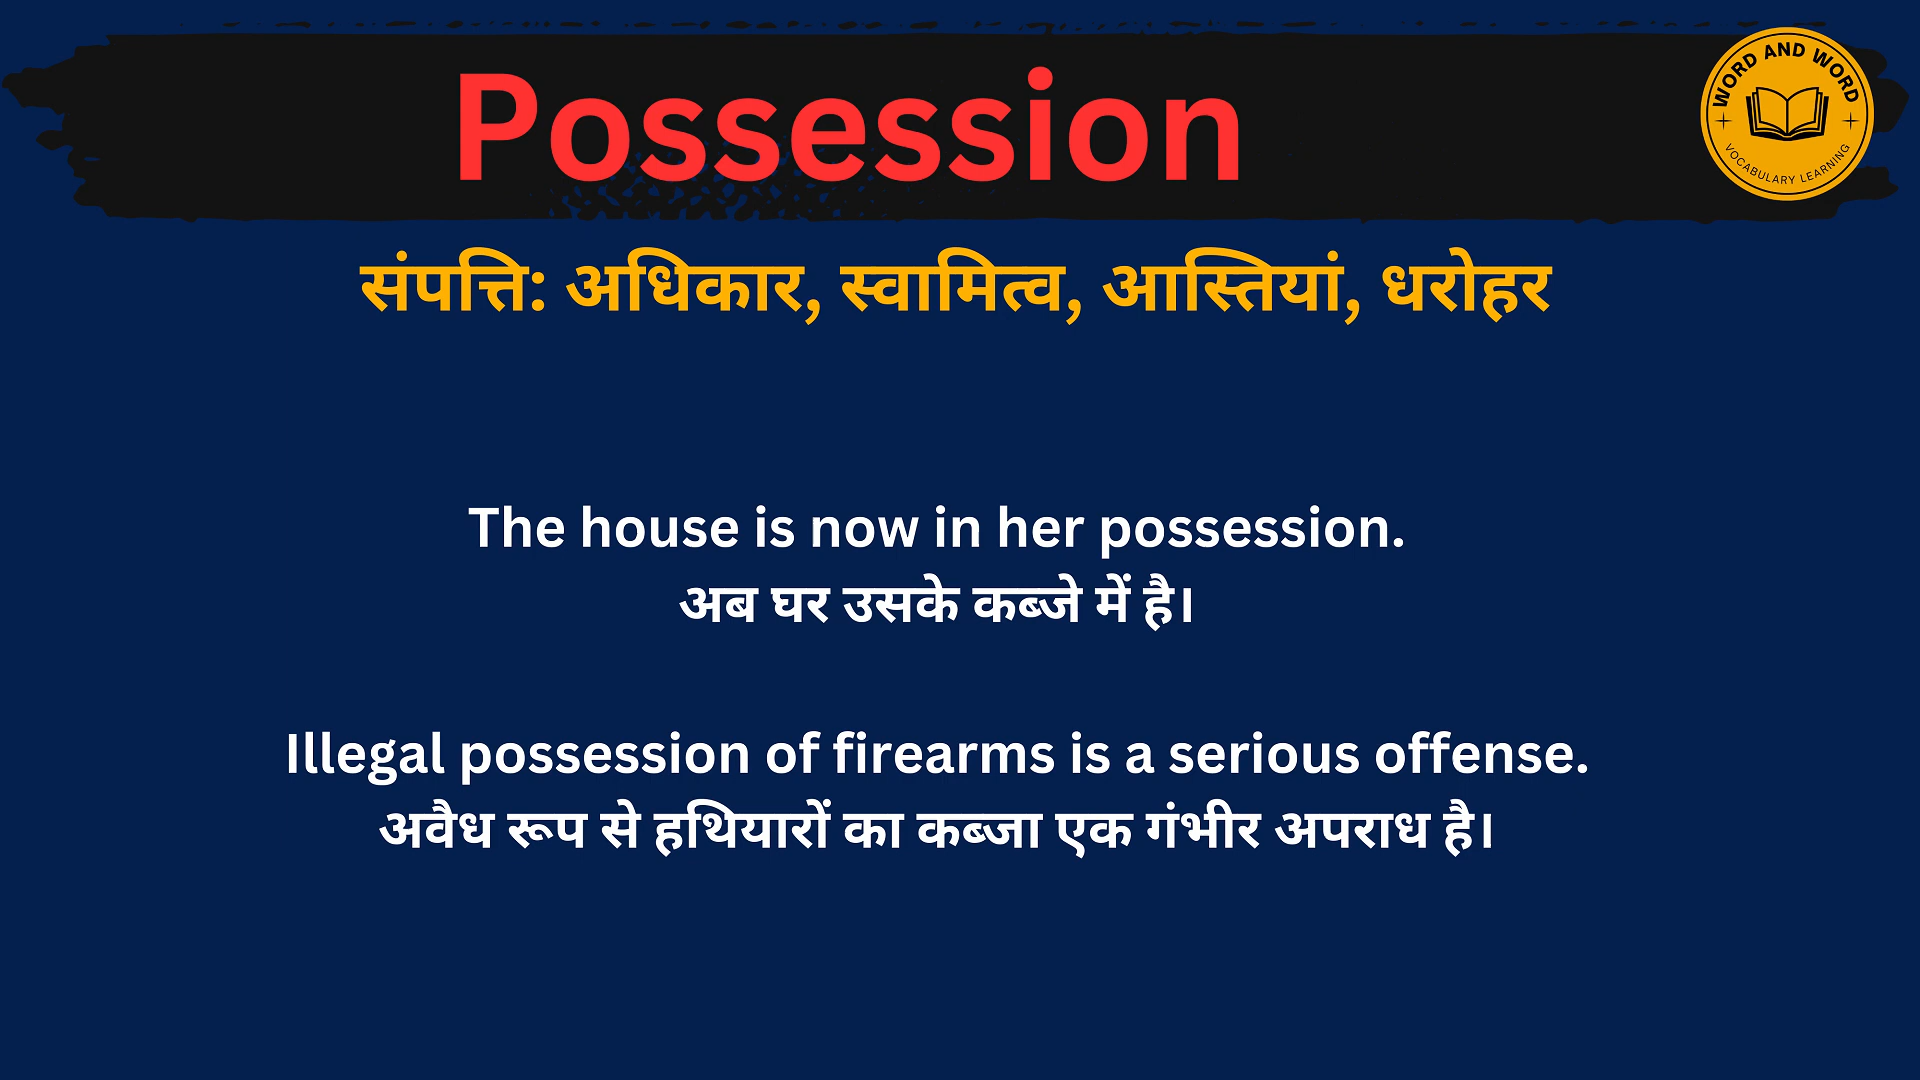 Possession
WORD AND WORD
VOCABULARY LEARNING
संपत्ति: अधिकार, स्वामित्व, आस्तियां, धरोहर
The house is now in her possession.
अब घर उसके कब्जे में है।
Illegal possession of firearms is a serious offense.
अवैध रूप से हथियारों का कब्जा एक गंभीर अपराध है।